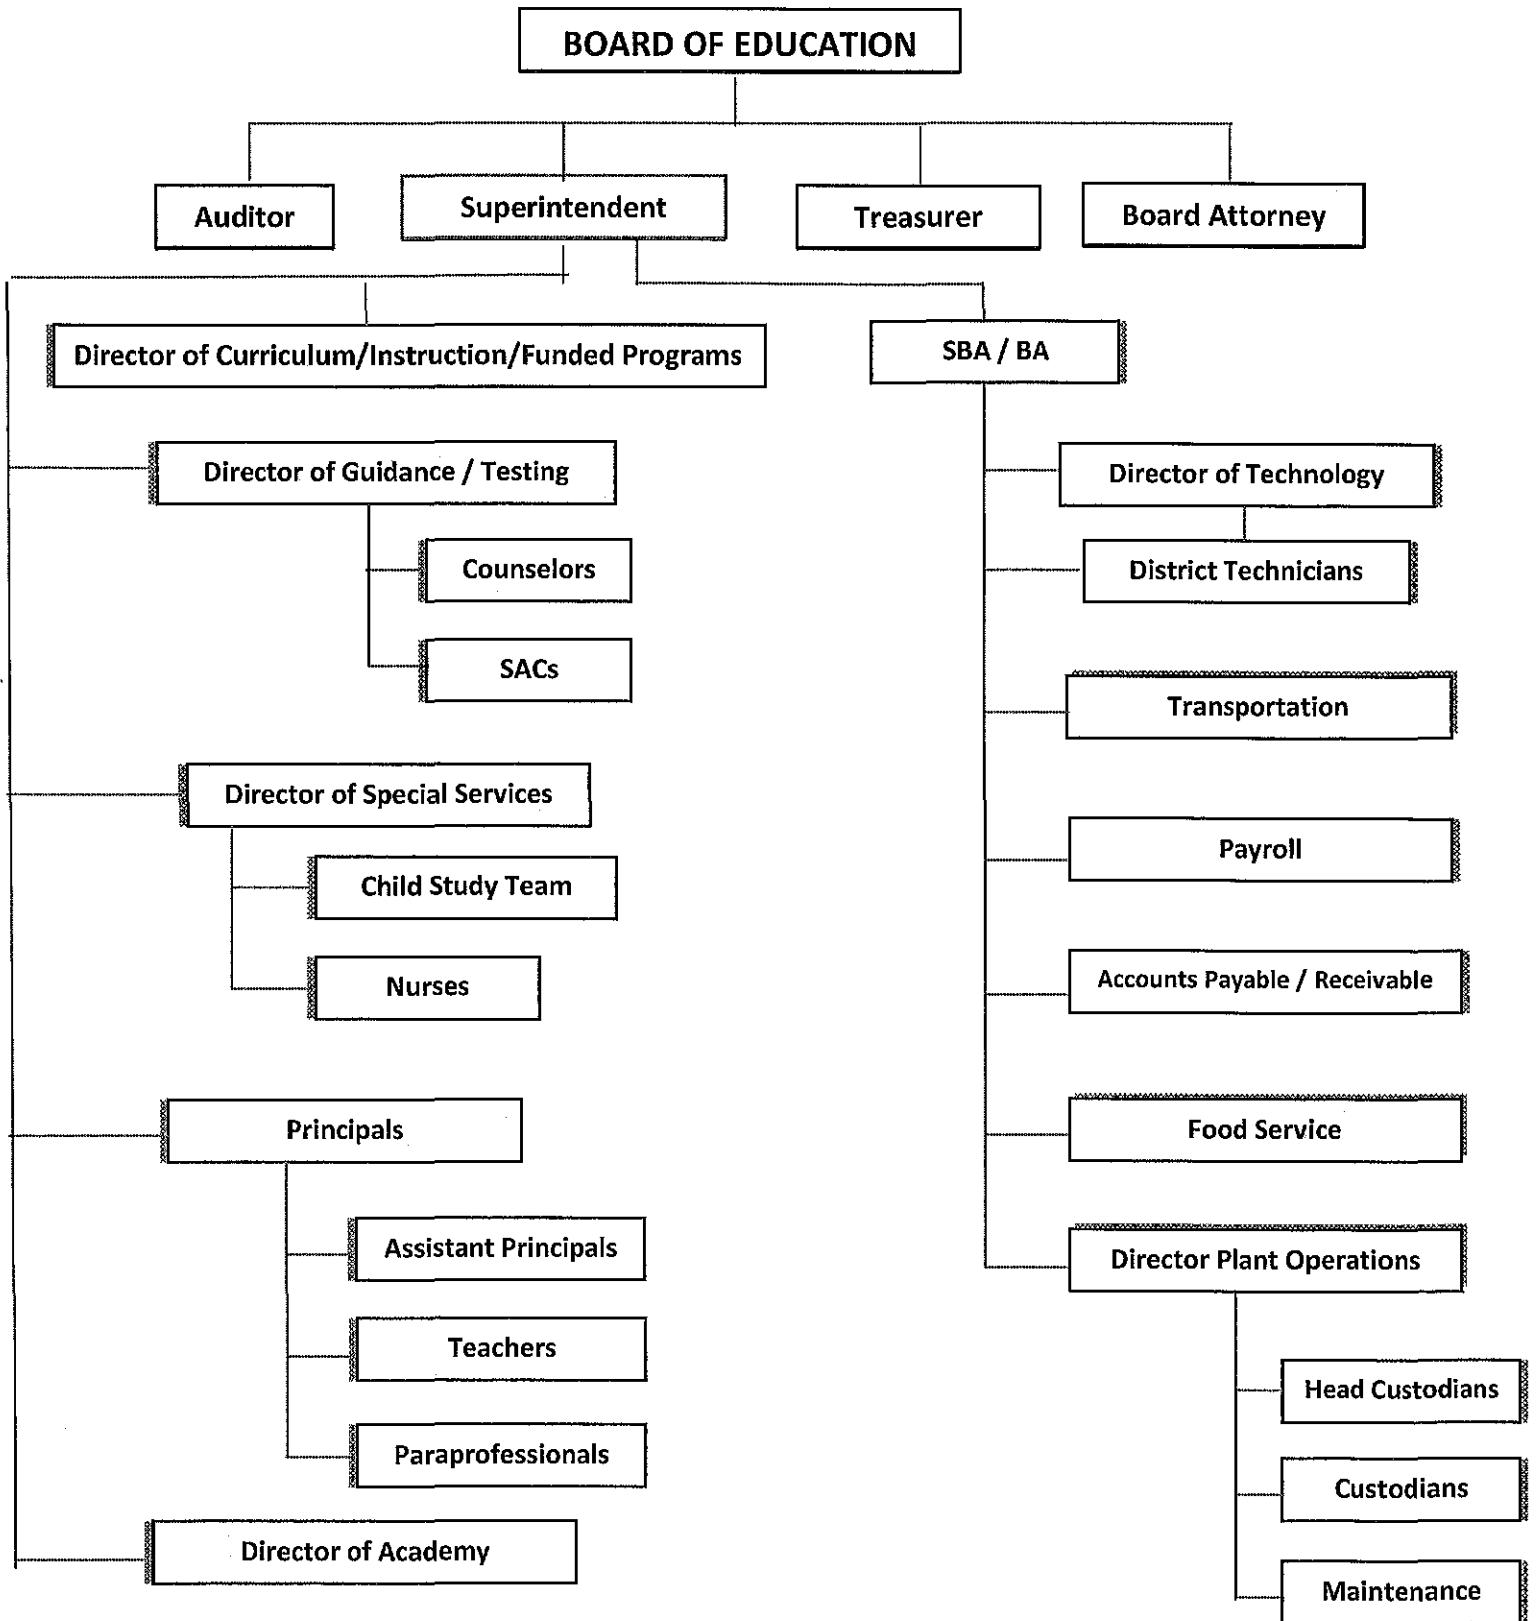 BOARD OF EDUCATION
Auditor
Superintendent
Treasurer
Board Attorney
Director of Curriculum/Instruction/Funded Programs
SBA / BA
Director of Guidance / Testing
Counselors
SACs
Director of Special Services
Child Study Team
Nurses
Principals
Assistant Principals
Teachers
Paraprofessionals
Director of Academy
Director of Technology
District Technicians
Transportation
Payroll
Accounts Payable / Receivable
Food Service
Director Plant Operations
Head Custodians
Custodians
Maintenance